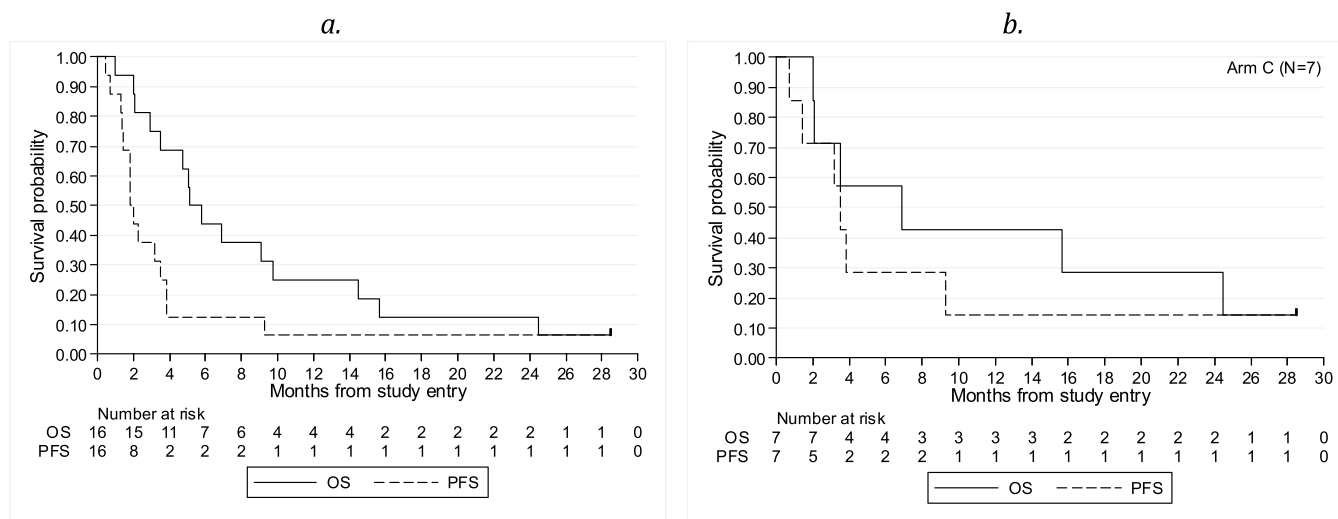 a.
1.00
0.90
0.80
0.70
0.60
0.50
0.40
0.30
0.20
0.10
0.00
Survival probability
0 2 4 6 8 10 12 14 16 18 20 22 24 26 28 30
Months from study entry
Number at risk
OS 16 15 11 7 6 4 4 4 2 2 2 2 2 1 1 0
PFS 16 8 2 2 2 1 1 1 1 1 1 1 1 1 1 0
OS PFS
b.
Arm C (N=7)
1.00
0.90
0.80
0.70
0.60
0.50
0.40
0.30
0.20
0.10
0.00
Survival probability
0 2 4 6 8 10 12 14 16 18 20 22 24 26 28 30
Months from study entry
Number at risk
OS 7 7 4 4 3 3 3 3 2 2 2 2 2 1 1 0
PFS 7 5 2 2 2 1 1 1 1 1 1 1 1 1 1 0
OS PFS